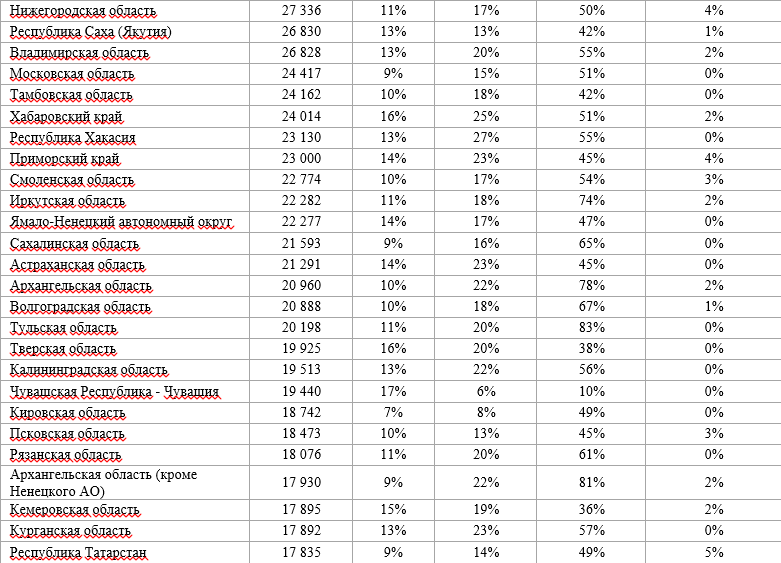 Нижегородская область 27 336 11% 17% 50% 4%
Республика Саха (Якутия) 26 830 13% 13% 42% 1%
Владимирская область 26 828 13% 20% 55% 2%
Московская область 24 417 9% 15% 51% 0%
Тамбовская область 24 162 10% 18% 42% 0%
Хабаровский край 24 014 16% 25% 51% 2%
Республика Хакасия 23 130 13% 27% 55% 0%
Приморский край 23 000 14% 23% 45% 4%
Смоленская область 22 774 10% 17% 54% 3%
Иркутская область 22 282 11% 18% 74% 2%
Ямало-Ненецкий автономный округ 22 277 14% 17% 47% 0%
Сахалинская область 21 593 9% 16% 65% 0%
Астраханская область 21 291 14% 23% 45% 0%
Архангельская область 20 960 10% 22% 78% 2%
Волгоградская область 20 888 10% 18% 67% 1%
Тульская область 20 198 11% 20% 83% 0%
Тверская область 19 925 16% 20% 38% 0%
Калининградская область 19 513 13% 22% 56% 0%
Чувашская Республика - Чувашия 19 440 17% 6% 10% 0%
Кировская область 18 742 7% 8% 49% 0%
Псковская область 18 473 10% 13% 45% 3%
Рязанская область 18 076 11% 20% 61% 0%
Архангельская область (кроме
Ненецкого АО) 17 930 9% 22% 81% 2%
Кемеровская область 17 895 15% 19% 36% 2%
Курганская область 17 892 13% 23% 57% 0%
Республика Татарстан 17 835 9% 14% 49% 5%